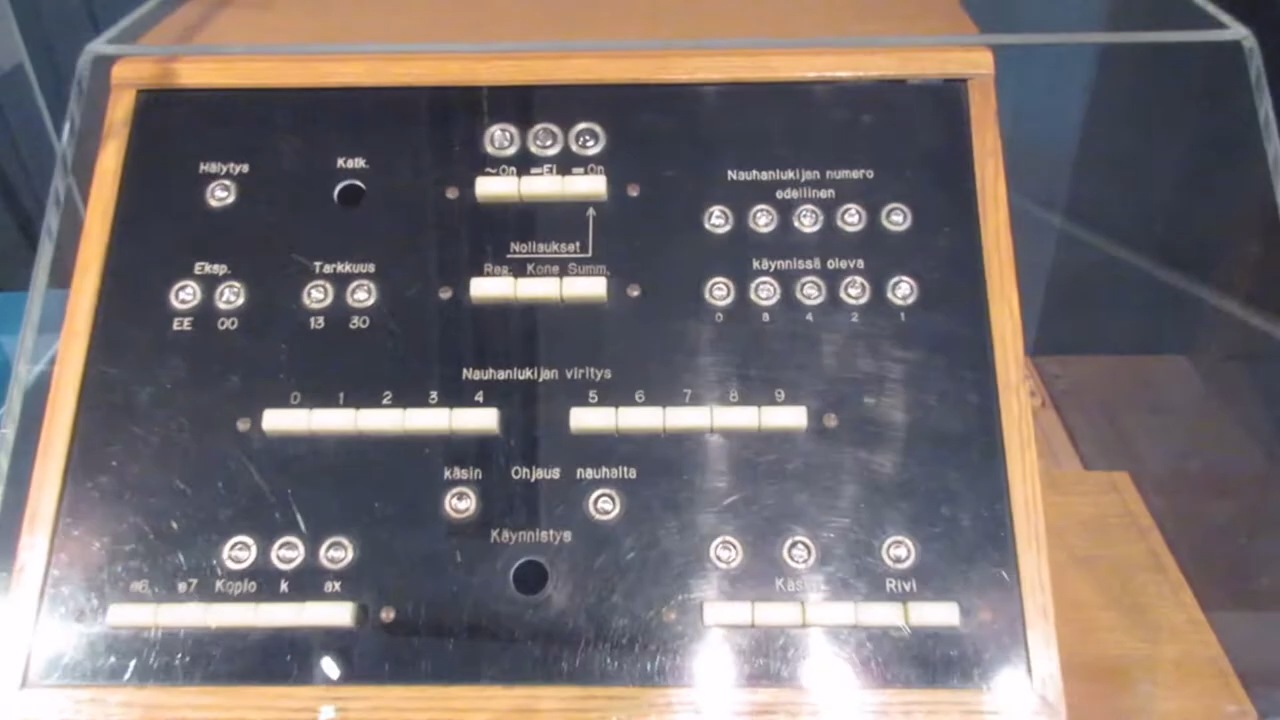 Hälytys
Katk.
~On =EI =On
Nauhanlukijan numero
edellinen
Nollaukset
Reg. Kone Summ.
käynnissä oleva
0 8 4 2 1
Eksp.
EE 00
Tarkkuus
13 30
Nauhanlukijan viritys
0 1 2 3 4 5 6 7 8 9
käsin Ohjaus nauhalta
Käynnistys
e6 e7 Kopio k ax
Rivi